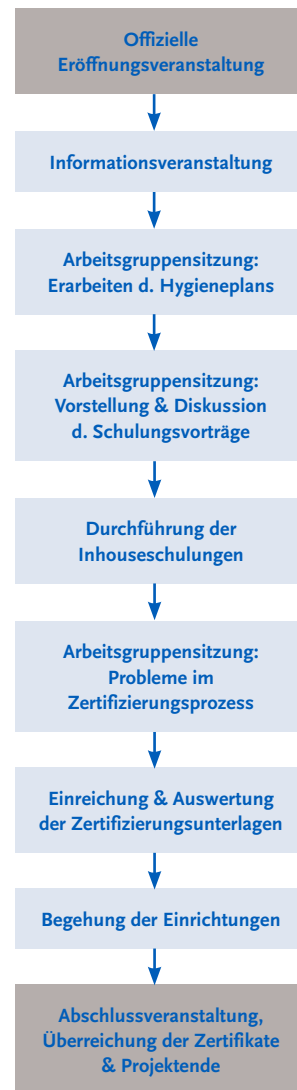 Offizielle
Eröffnungsveranstaltung
Informationsveranstaltung
Arbeitsgruppensitzung:
Erarbeiten d. Hygieneplans
Arbeitsgruppensitzung:
Vorstellung & Diskussion
d. Schulungsvorträge
Durchführung der
Inhouseschulungen
Arbeitsgruppensitzung:
Probleme im
Zertifizierungsprozess
Einreichung & Auswertung
der Zertifizierungsunterlagen
Begehung der Einrichtungen
Abschlussveranstaltung,
Überreichung der Zertifikate
& Projektende